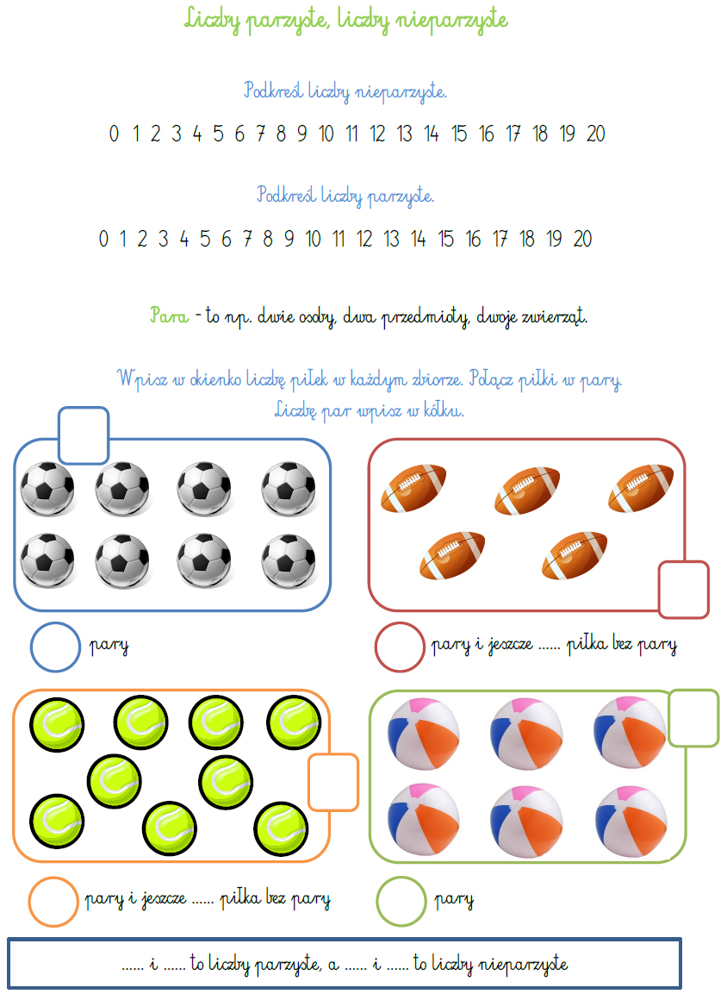 Liczby parzyste, liczby nieparzyste
Podkreśl liczby nieparzyste.
0 1 2 3 4 5 6 7 8 9 10 11 12 13 14 15 16 17 18 19 20
Podkreśl liczby parzyste.
0 1 2 3 4 5 6 7 8 9 10 11 12 13 14 15 16 17 18 19 20
Para - to np. dwie osoby, dwa przedmioty, dwoje zwierząt.
Wpisz w okienko liczbę piłek w każdym zbiorze. Połącz piłki w pary.
Liczbę par wpisz w kółku.
pary
pary i jeszcze ...... piłka bez pary
pary i jeszcze ...... piłka bez pary
pary
...... i ...... to liczby parzyste, a ...... i ...... to liczby nieparzyste